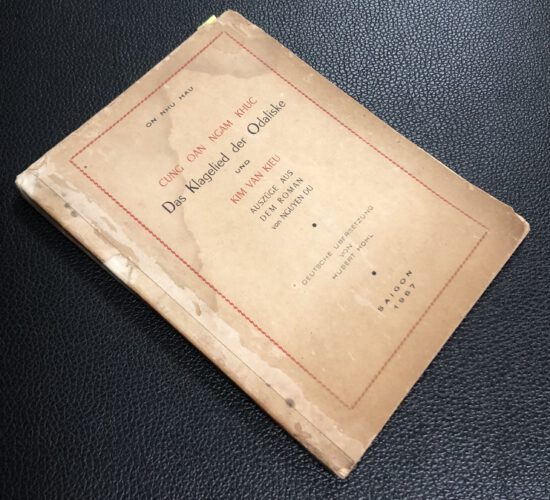 ON NHU HAU
CUNG OAN NGAM KHUC
Das Klagelied der Odaliske
UND
KIM VAN KIEU
AUSZÜGE AUS
DEM ROMAN
von NGUYEN DU
DEUTSCHE ÜBERSETZUNG
VON
HUBERT HOHL
SAIGON
1967